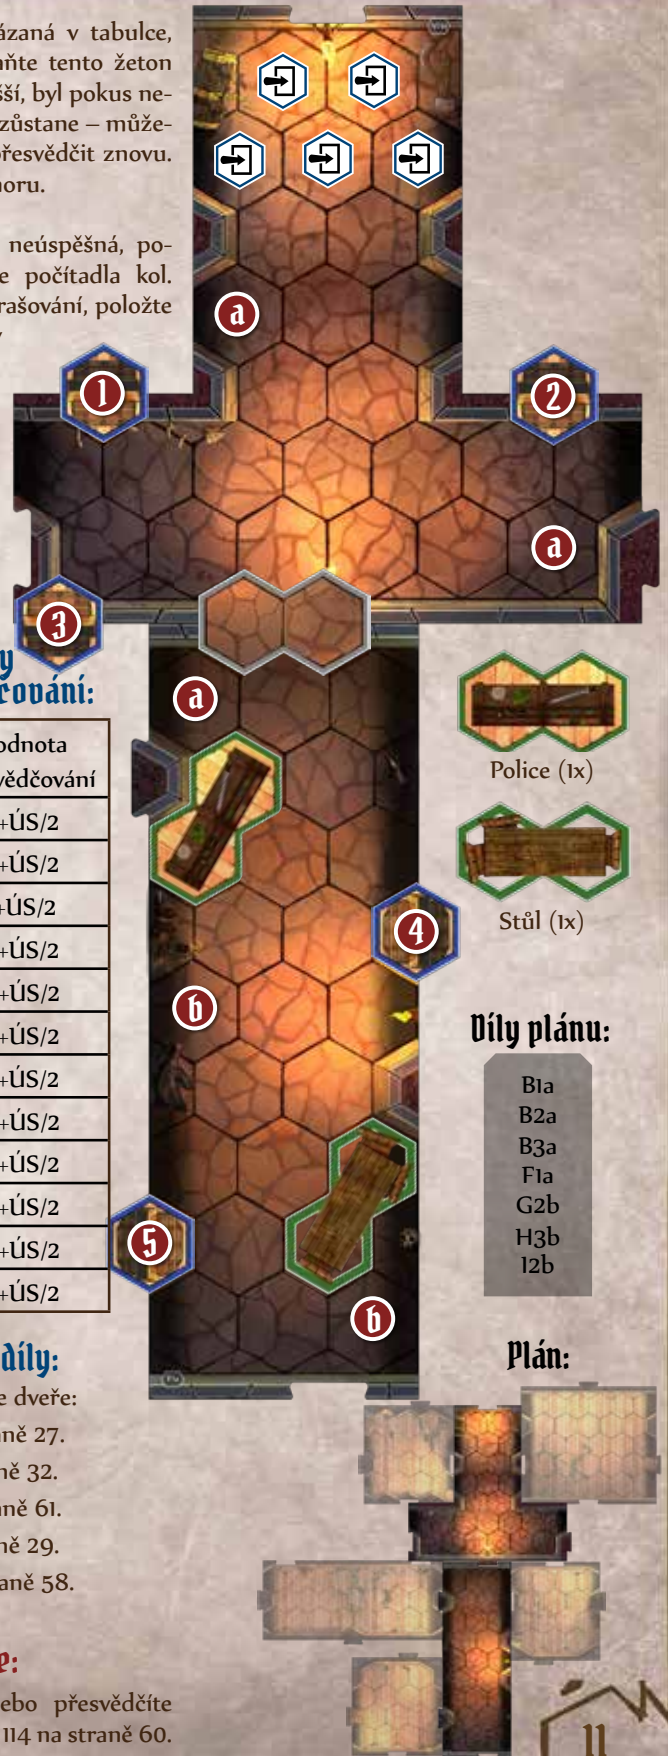 ázaná v tabulce,
ňte tento žeton
ší, byl pokus ne-
zůstane – může-
řesvědčit znovu.
noru.
neúspěšná, po-
e počítadla kol.
rašování, položte
a
1
2
a
3
y
cování:
a
odnota
vědčování
+ÚS/2
+ÚS/2
+ÚS/2
+ÚS/2
+ÚS/2
+ÚS/2
+ÚS/2
+ÚS/2
+ÚS/2
+ÚS/2
+ÚS/2
+ÚS/2
Police (1x)
Stůl (1x)
4
b
5
b
Díly plánu:
B1a
B2a
B3a
F1a
G2b
H3b
I2b
Plán:
díly:
e dveře:
ně 27.
ně 32.
ně 61.
ně 29.
aně 58.
e:
ebo přesvědčíte
114 na straně 60.
11